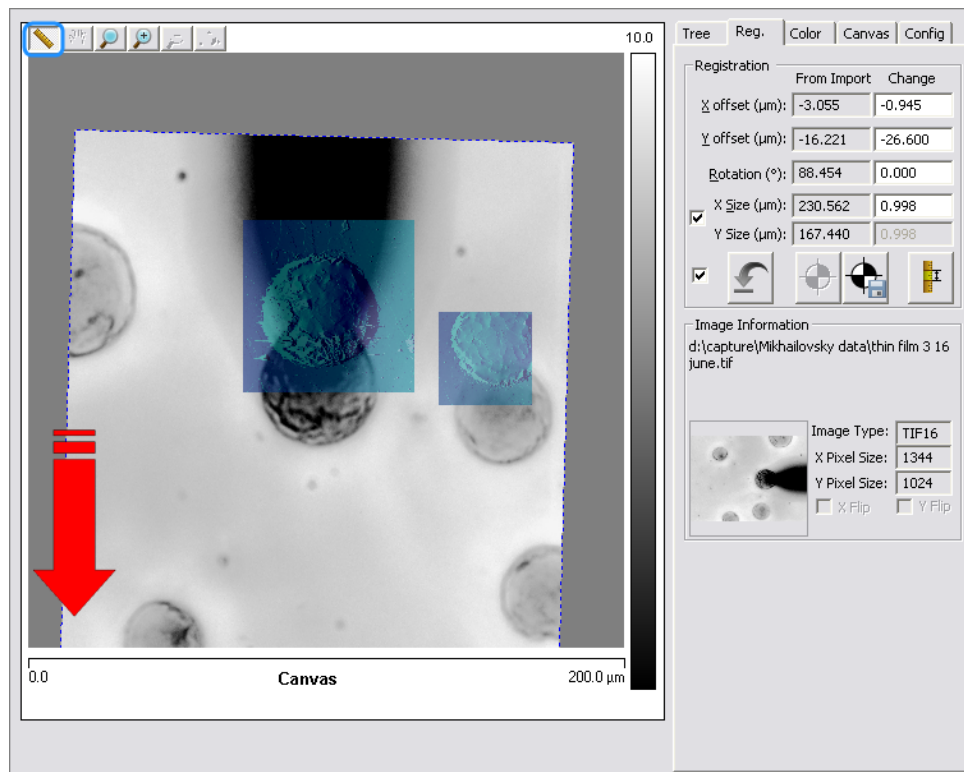 10.0
0.0
Canvas
200.0 µm
Tree
Reg.
Color
Canvas
Config
Registration
From Import Change
X offset (µm): -3.055 -0.945
Y offset (µm): -16.221 -26.600
Rotation (°): 88.454 0.000
X Size (µm): 230.562 0.998
Y Size (µm): 167.440 0.998
Image Information
d:\capture\Mikhailovsky data\thin film 3 16
june.tif
Image Type: TIF16
X Pixel Size: 1344
Y Pixel Size: 1024
X Flip Y Flip